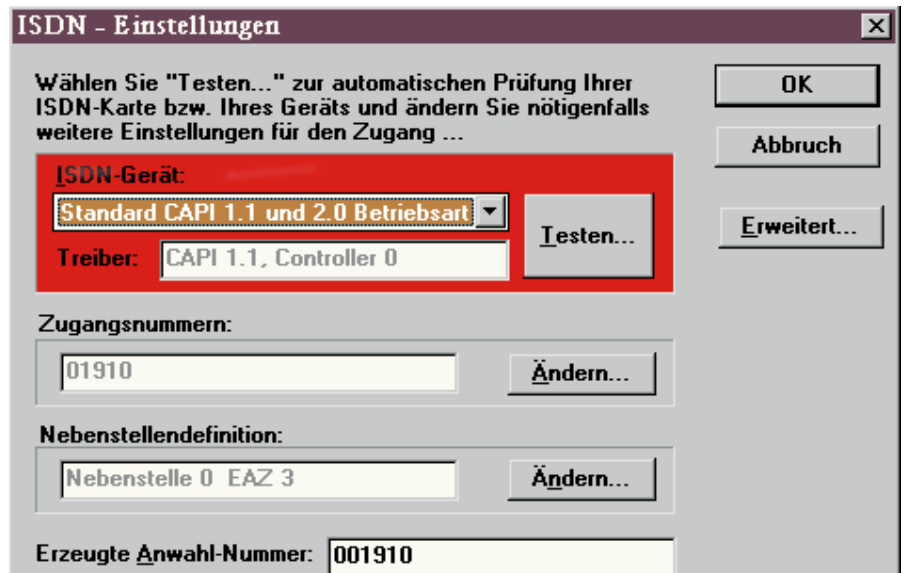 ISDN - Einstellungen
Wählen Sie "Testen..." zur automatischen Prüfung Ihrer
ISDN-Karte bzw. Ihres Geräts und ändern Sie nötigenfalls
weitere Einstellungen für den Zugang ...
OK
Abbruch
Erweitert...
ISDN-Gerät:
Standard CAPI 1.1 und 2.0 Betriebsart
Treiber: CAPI 1.1, Controller 0
Testen...
Zugangsnummern:
01910
Ändern...
Nebenstellendefinition:
Nebenstelle 0 EAZ 3
Ändern...
Erzeugte Anwahl-Nummer: 001910